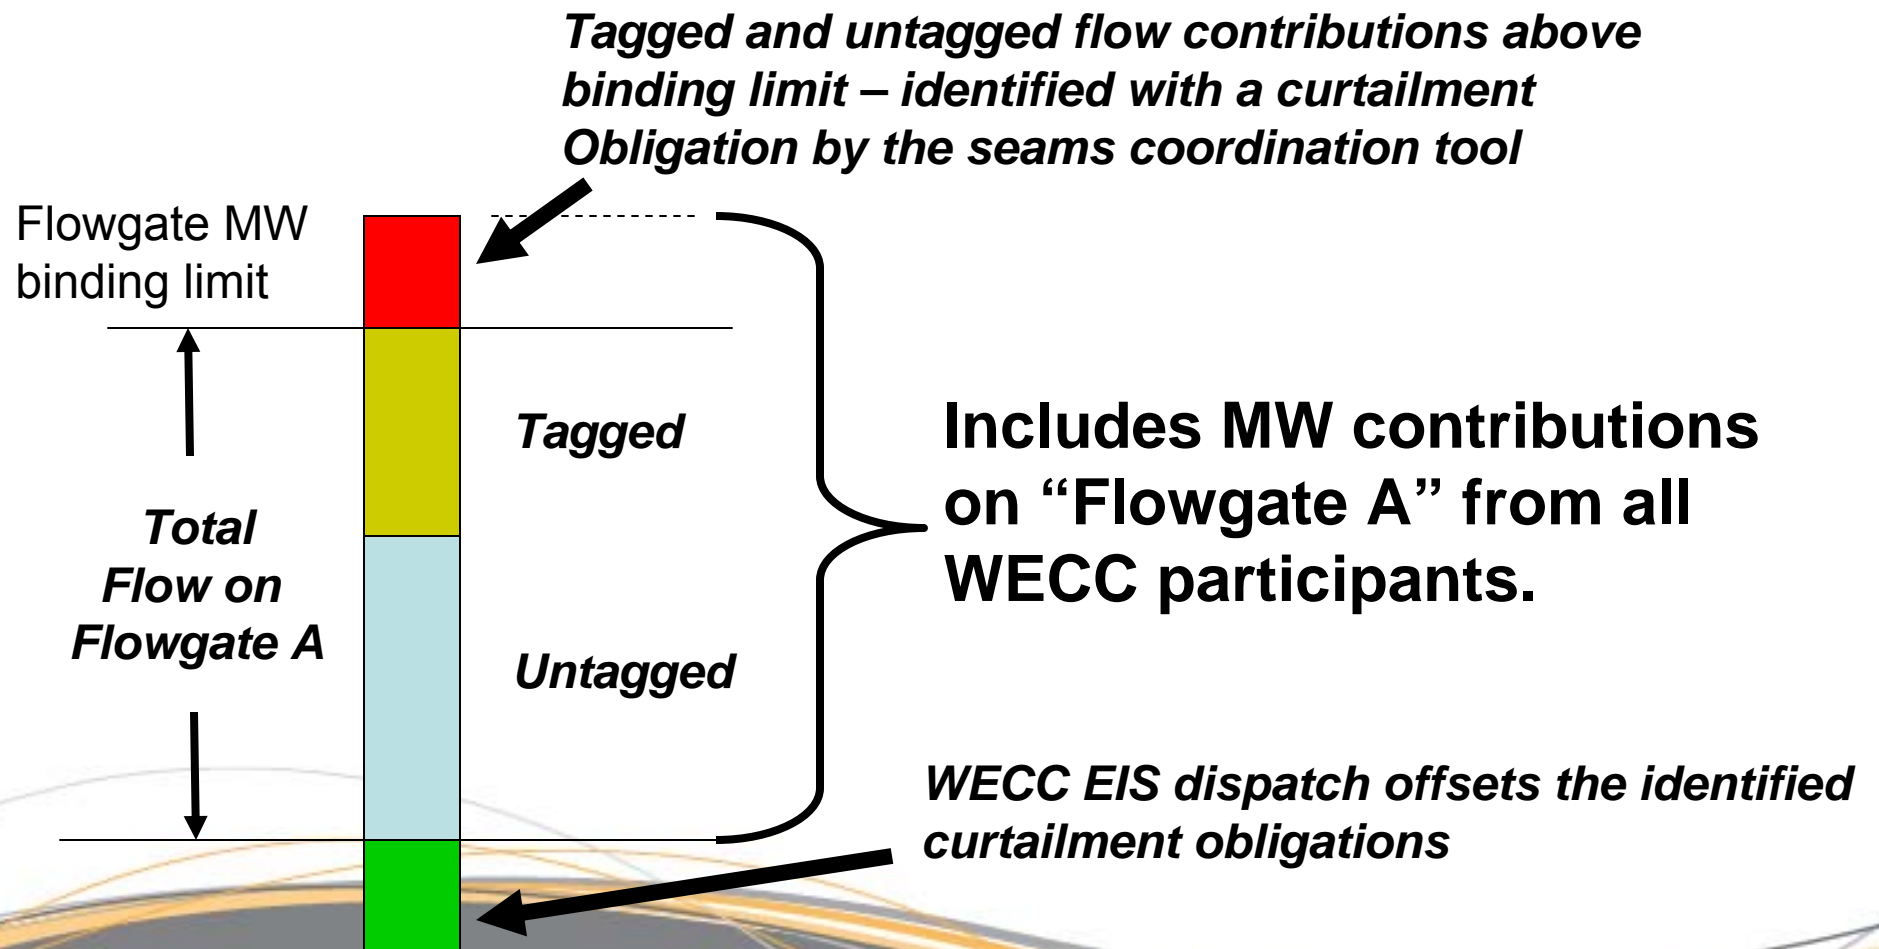 Tagged and untagged flow contributions above
binding limit – identified with a curtailment
Obligation by the seams coordination tool
Flowgate MW
binding limit
Tagged
Includes MW contributions
on “Flowgate A” from all
WECC participants.
Total
Flow on
Flowgate A
Untagged
WECC EIS dispatch offsets the identified
curtailment obligations